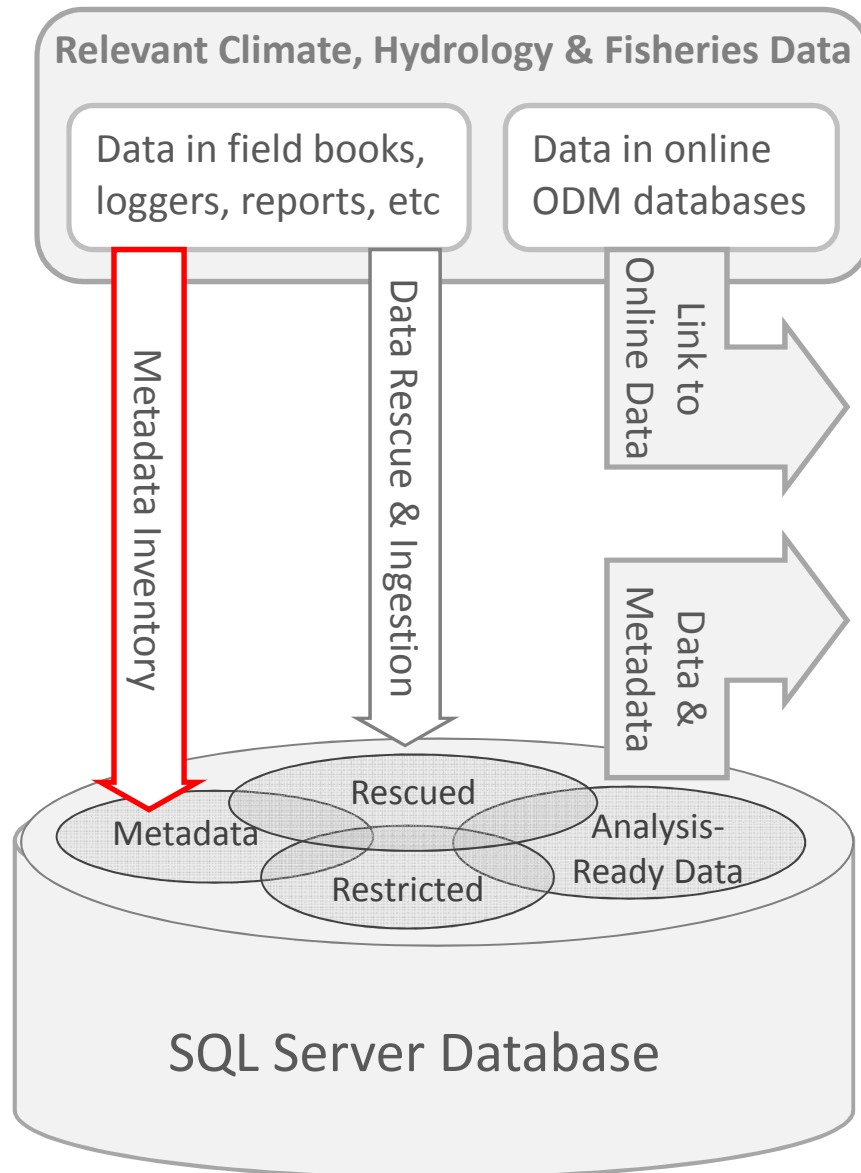 Relevant Climate, Hydrology & Fisheries Data
Data in field books,
loggers, reports, etc
Data in online
ODM databases
Metadata Inventory
Data Rescue & Ingestion
Link to
Online Data
Data &
Metadata
Rescued
Metadata
Analysis-
Ready Data
Restricted
SQL Server Database